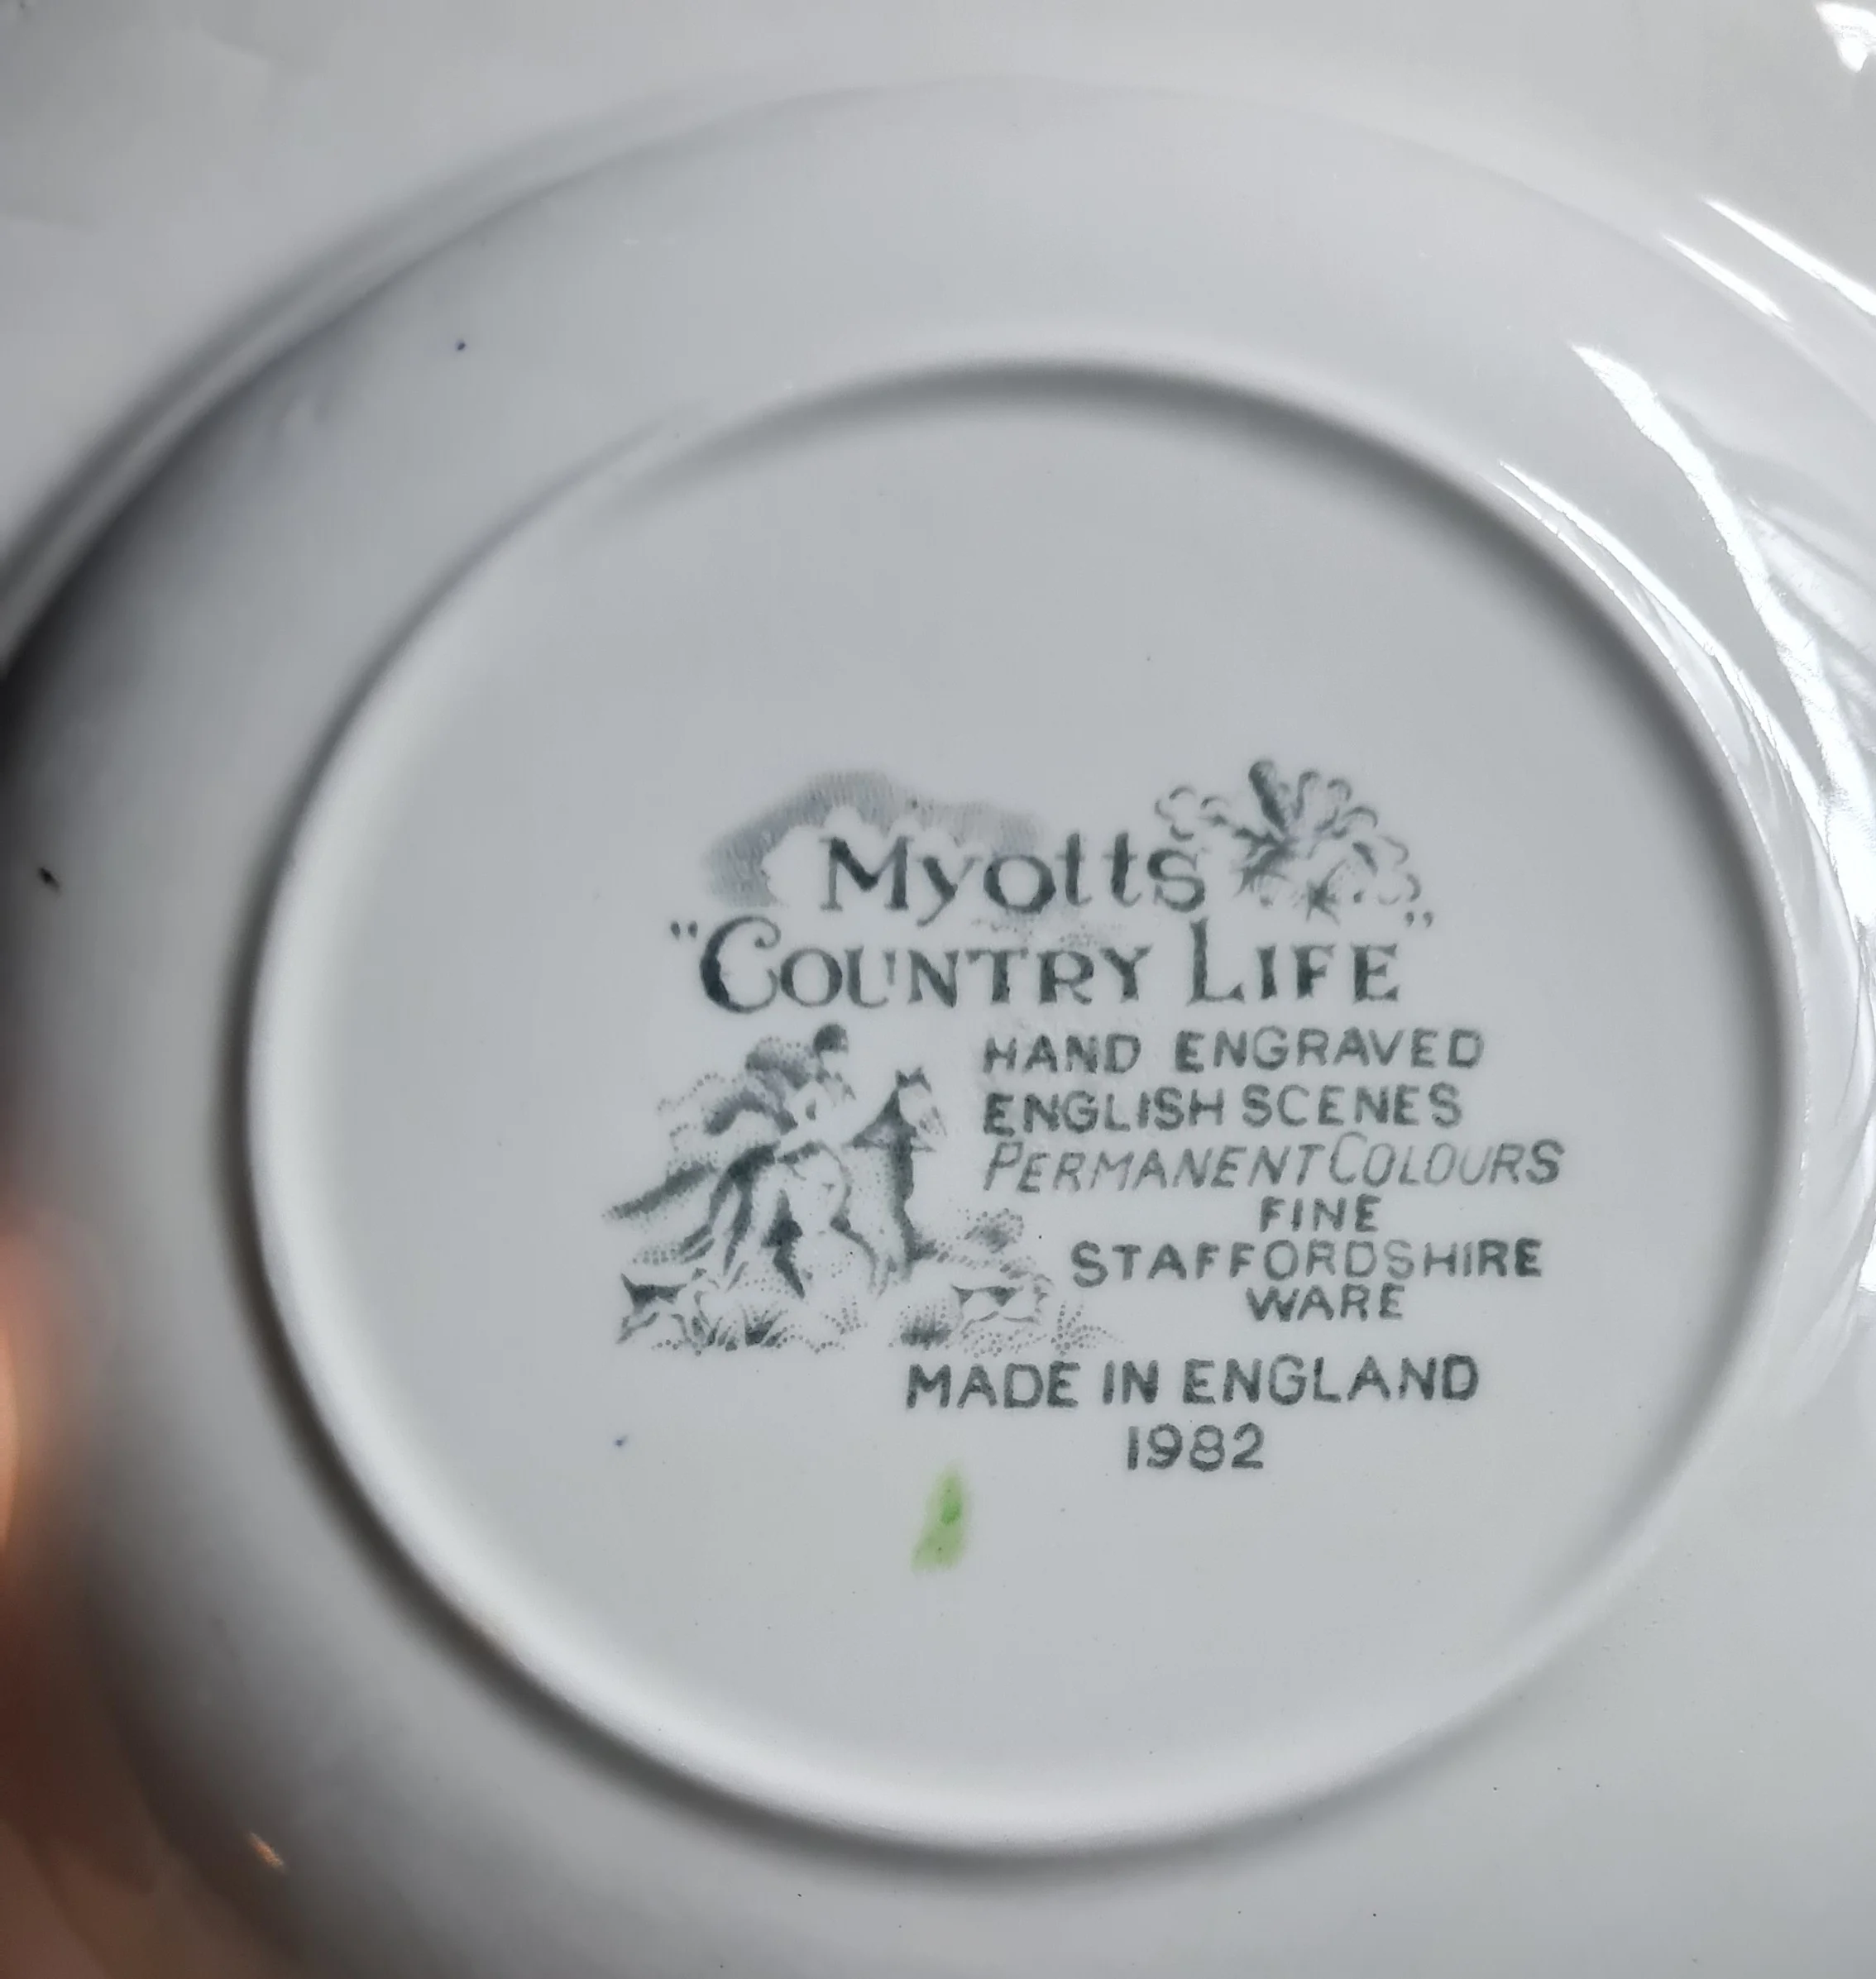 Myotts
"COUNTRY LIFE"
HAND ENGRAVED
ENGLISH SCENES
PERMANENT COLOURS
FINE
STAFFORDSHIRE
WARE
MADE IN ENGLAND
1982